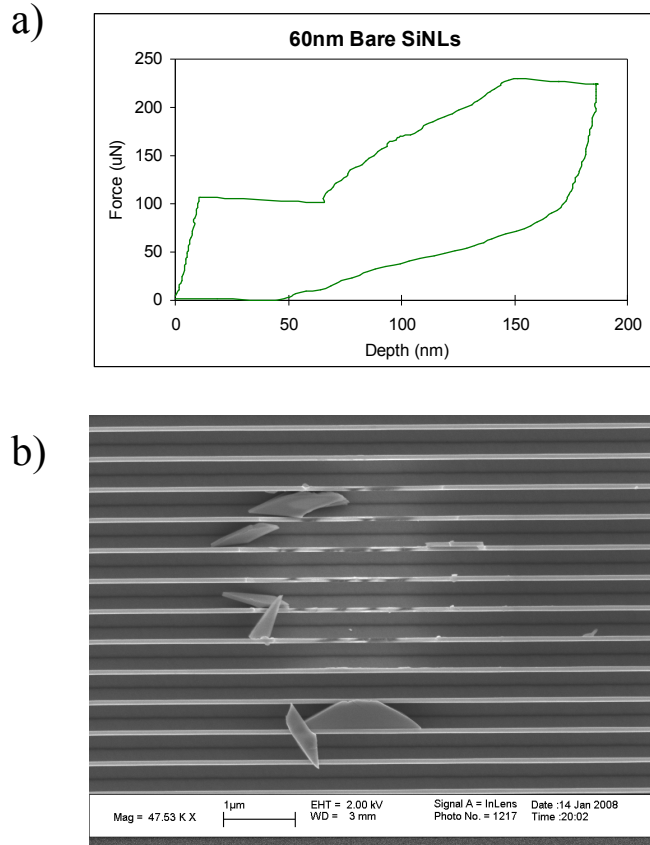 a)
60nm Bare SiNLs
250
200
150
100
50
0
Force (uN)
0 50 100 150 200
Depth (nm)
b)
Mag = 47.53 K X
1µm
EHT = 2.00 kV
WD = 3 mm
Signal A = InLens
Photo No. = 1217
Date :14 Jan 2008
Time :20:02